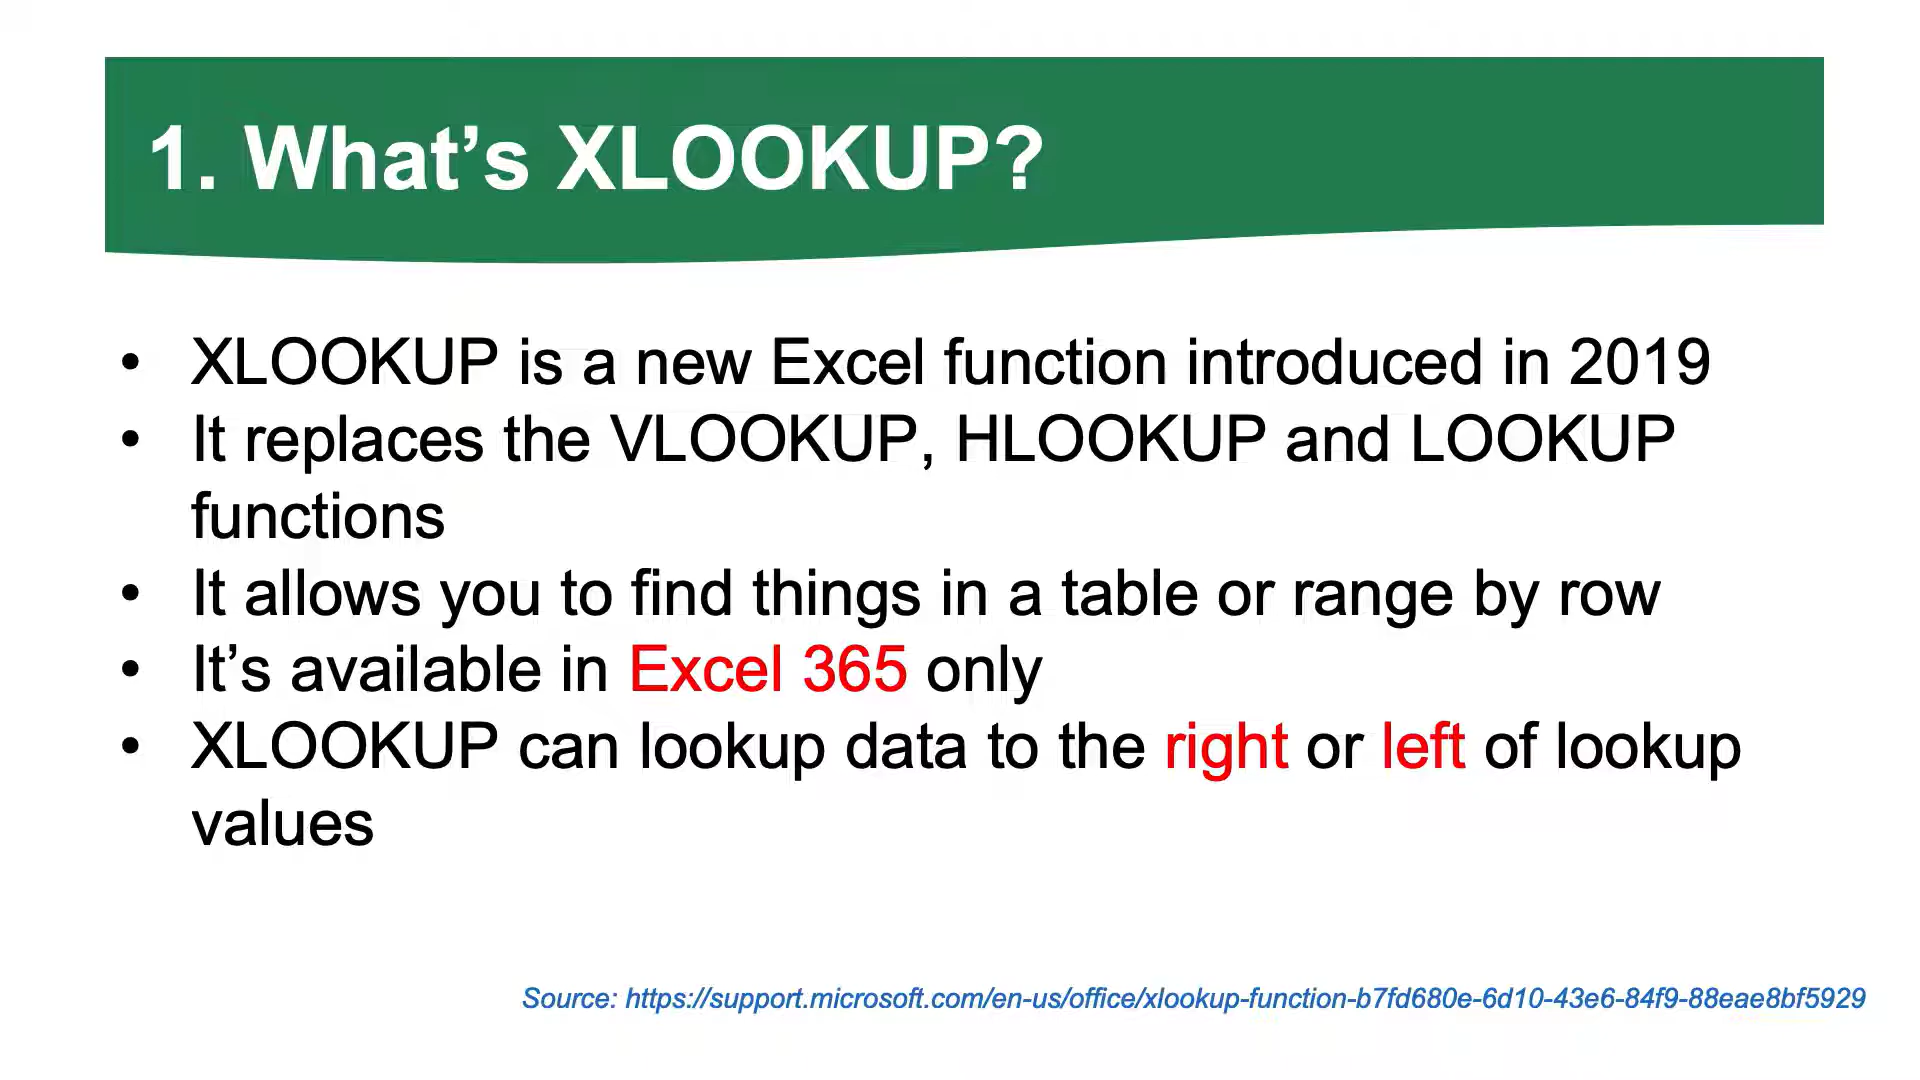 1. What’s XLOOKUP?
• XLOOKUP is a new Excel function introduced in 2019
• It replaces the VLOOKUP, HLOOKUP and LOOKUP
functions
• It allows you to find things in a table or range by row
• It’s available in Excel 365 only
• XLOOKUP can lookup data to the right or left of lookup
values
Source: https://support.microsoft.com/en-us/office/xlookup-function-b7fd680e-6d10-43e6-84f9-88eae8bf5929